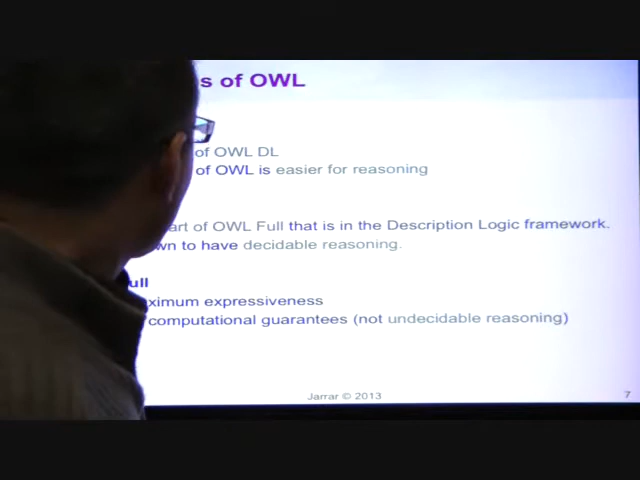 s of OWL
of OWL DL
of OWL is easier for reasoning
art of OWL Full that is in the Description Logic framework.
wn to have decidable reasoning.
ull
ximum expressiveness
computational guarantees (not undecidable reasoning)
Jarrar © 2013
7